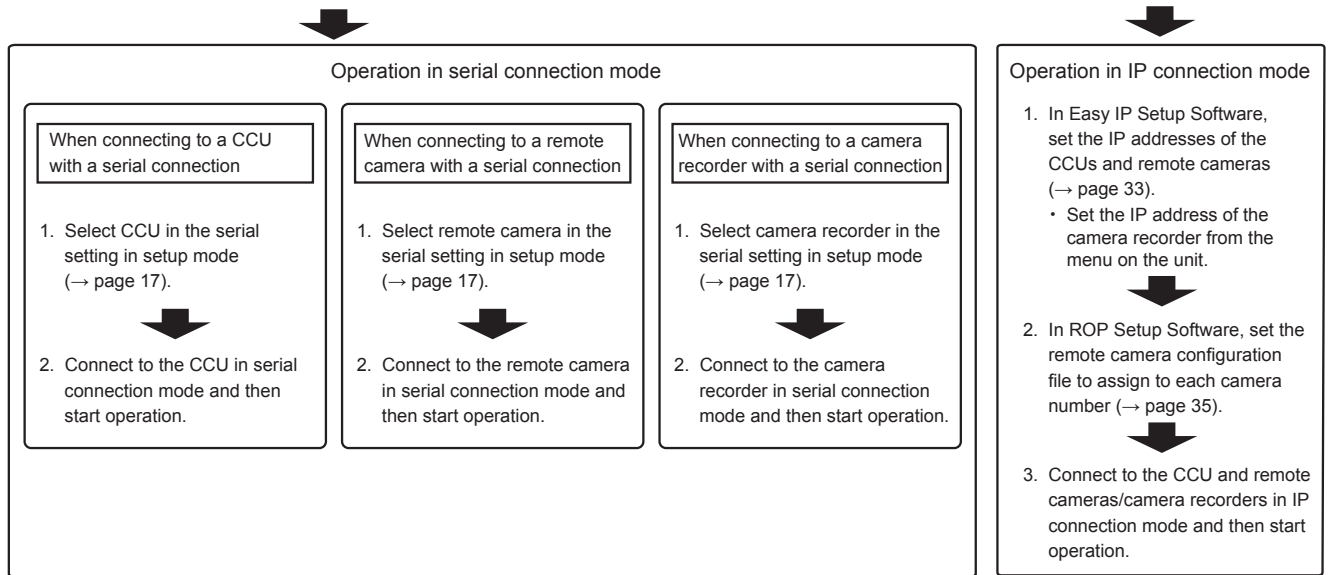 Operation in serial connection mode
When connecting to a CCU
with a serial connection
1. Select CCU in the serial
setting in setup mode
(→ page 17).
2. Connect to the CCU in serial
connection mode and then
start operation.
When connecting to a remote
camera with a serial connection
1. Select remote camera in the
serial setting in setup mode
(→ page 17).
2. Connect to the remote camera
in serial connection mode and
then start operation.
When connecting to a camera
recorder with a serial connection
1. Select camera recorder in the
serial setting in setup mode
(→ page 17).
2. Connect to the camera
recorder in serial connection
mode and then start operation.
Operation in IP connection mode
1. In Easy IP Setup Software,
set the IP addresses of the
CCUs and remote cameras
(→ page 33).
・ Set the IP address of the
camera recorder from the
menu on the unit.
2. In ROP Setup Software, set the
remote camera configuration
file to assign to each camera
number (→ page 35).
3. Connect to the CCU and remote
cameras/camera recorders in IP
connection mode and then start
operation.